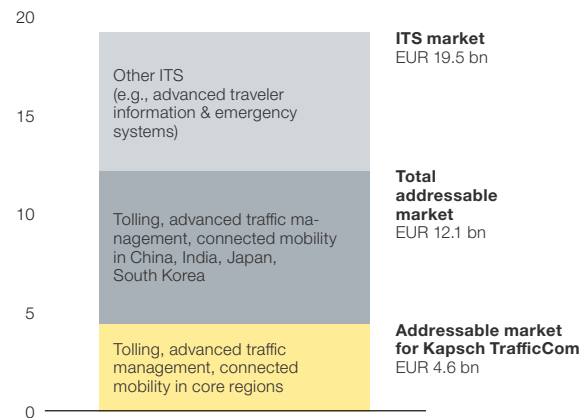 20
ITS market
EUR 19.5 bn
Other ITS
(e.g., advanced traveler
information & emergency
systems)
15
Total
addressable
market
EUR 12.1 bn
10
Tolling, advanced traffic ma-
nagement, connected mobility
in China, India, Japan,
South Korea
5
Addressable market
for Kapsch TrafficCom
EUR 4.6 bn
Tolling, advanced traffic
management, connected
mobility in core regions
0